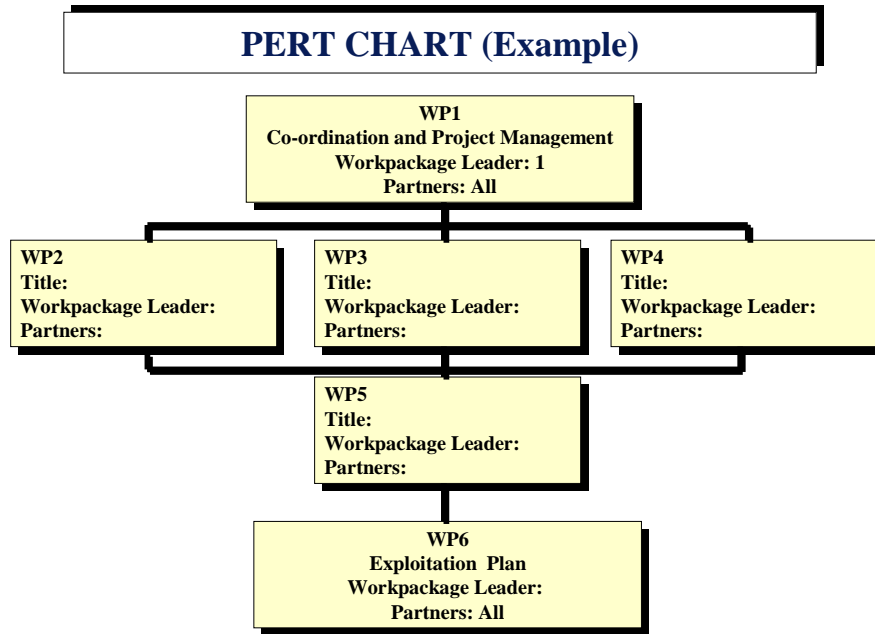 PERT CHART (Example)
WP1
Co-ordination and Project Management
Workpackage Leader: 1
Partners: All
WP2
Title:
Workpackage Leader:
Partners:
WP3
Title:
Workpackage Leader:
Partners:
WP4
Title:
Workpackage Leader:
Partners:
WP5
Title:
Workpackage Leader:
Partners:
WP6
Exploitation Plan
Workpackage Leader:
Partners: All